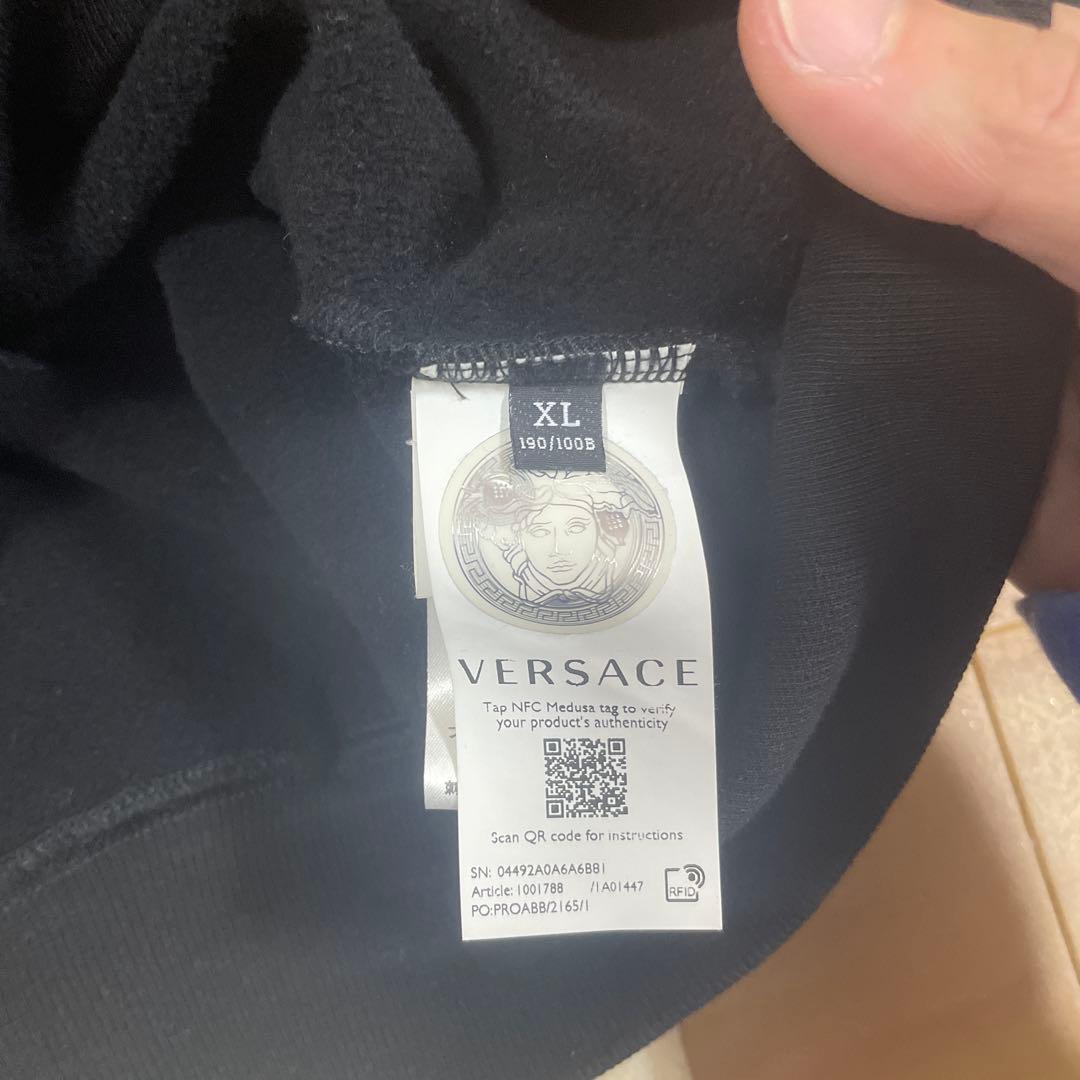 XL
190/100B
VERSACE
Tap NFC Medusa tag to verify
your product's authenticity
Scan QR code for instructions
SN: 04492A0A6A6B81
Article: 1001788 /1A01447
PO:PROABB/2165/1
RFID